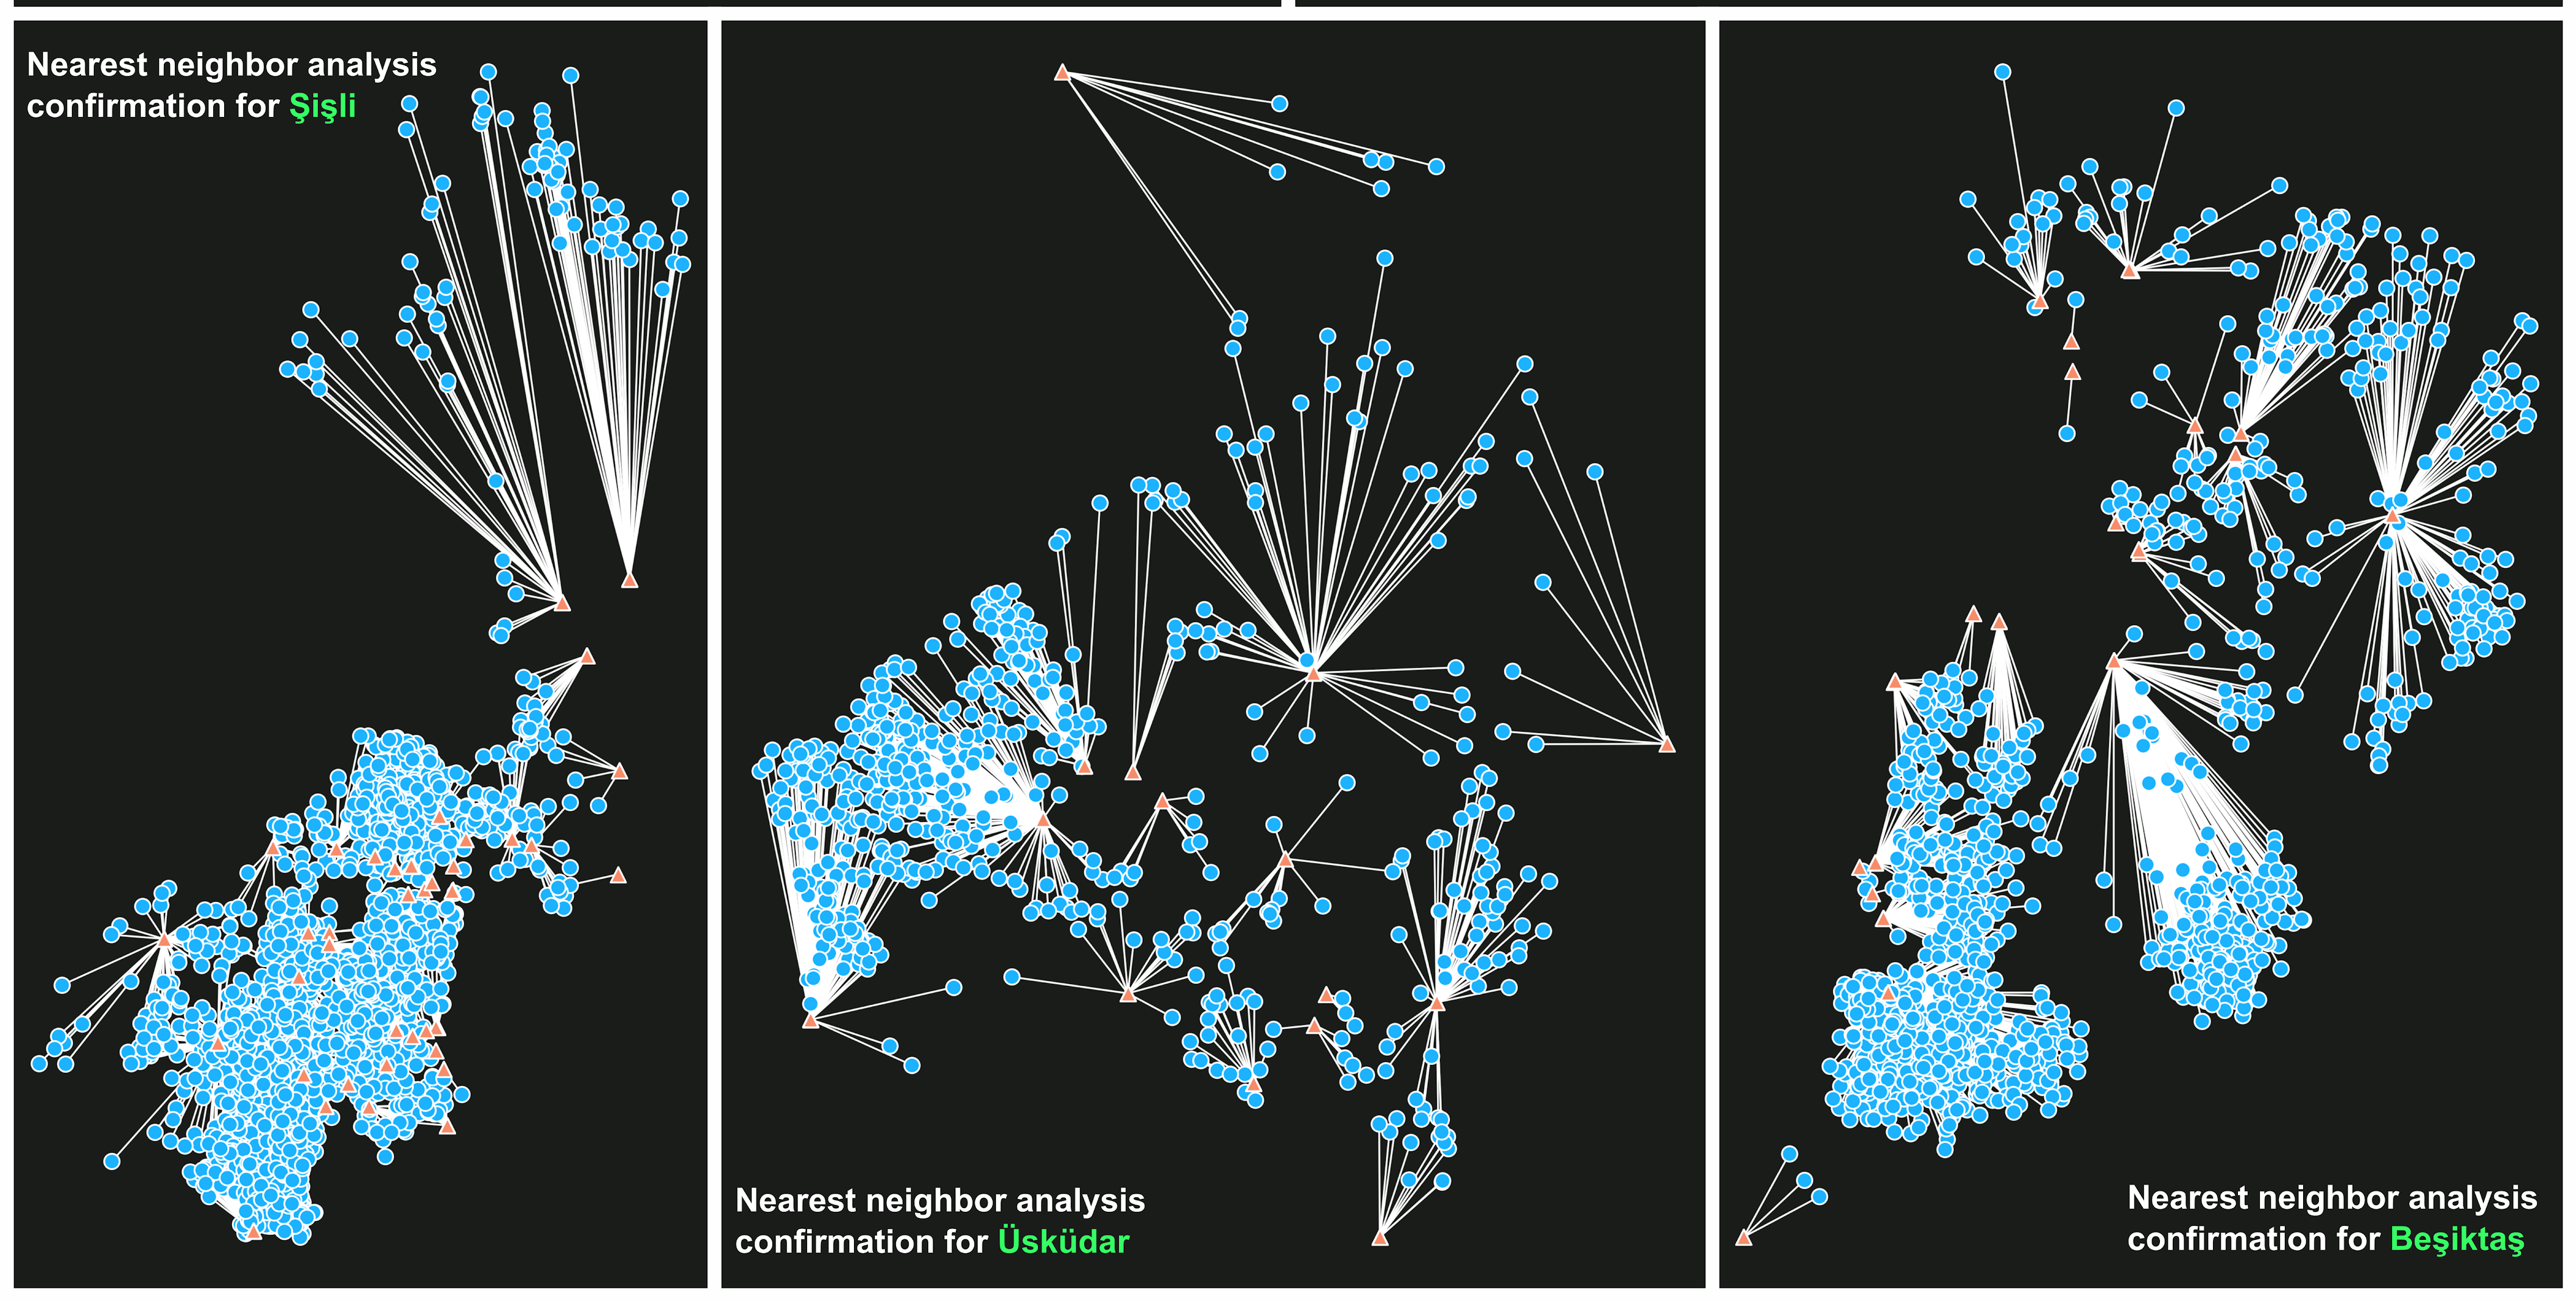 Nearest neighbor analysis
confirmation for Şişli
Nearest neighbor analysis
confirmation for Üsküdar
Nearest neighbor analysis
confirmation for Beşiktaş